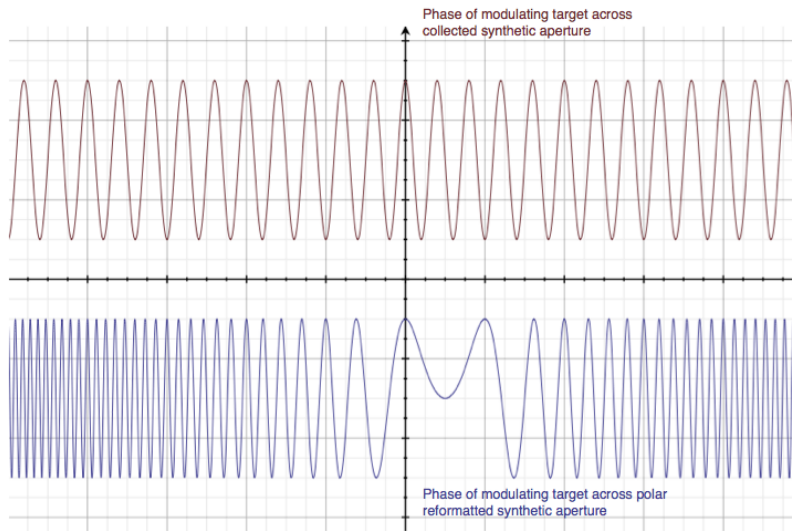 Phase of modulating target across
collected synthetic aperture
Phase of modulating target across polar
reformatted synthetic aperture